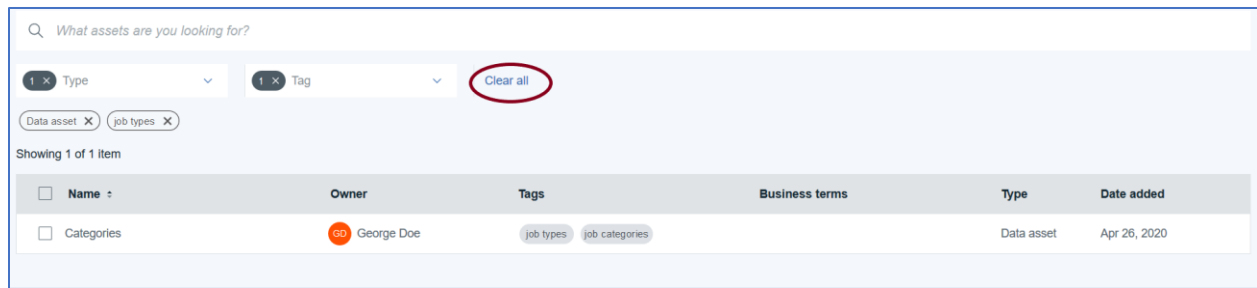 What assets are you looking for?
1 × Type 1 × Tag Clear all
Data asset × job types ×
Showing 1 of 1 item
Name Owner Tags Business terms Type Date added
Categories GD George Doe job types job categories Data asset Apr 26, 2020